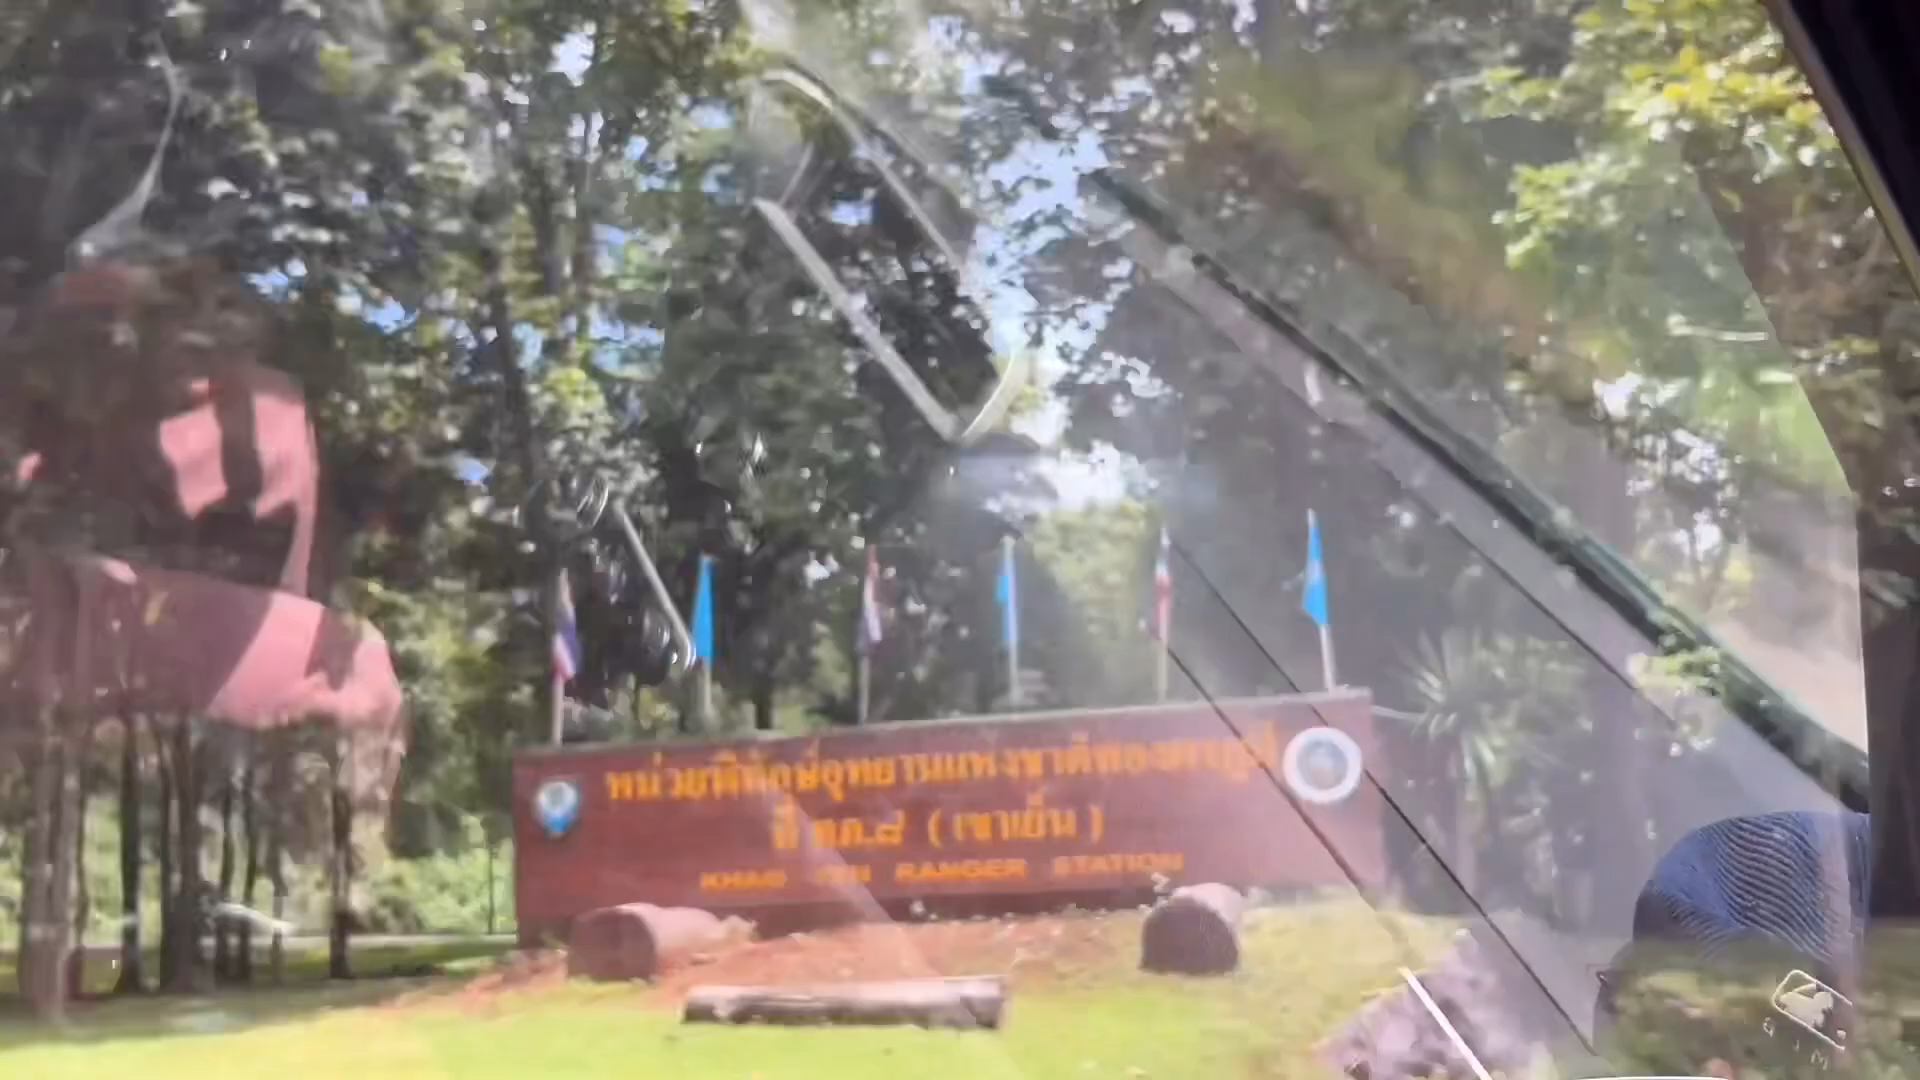 หน่วยพิทักษ์อุทยานแห่งชาติทองผาภูมิ
ที่ ทภ.๘ ( เขาเย็น )
KHAO YEN RANGER STATION